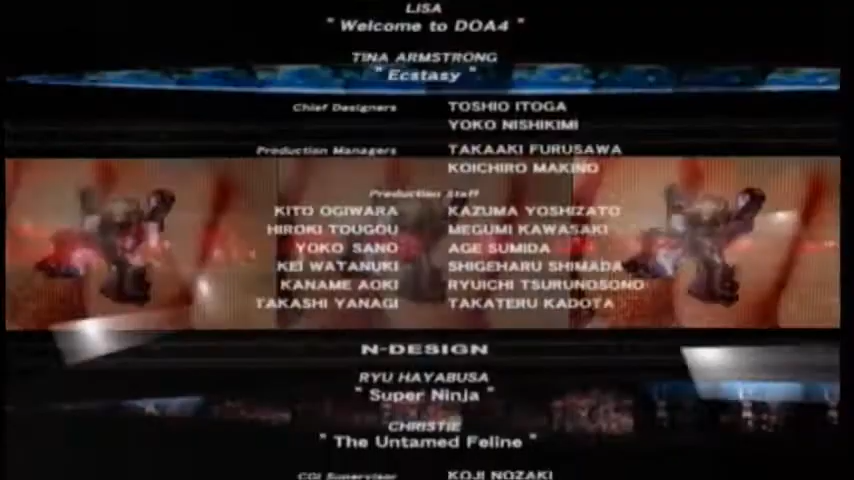 LISA
" Welcome to DOA4 "
TINA ARMSTRONG
" Ecstasy "
Chief Designers TOSHIO ITOGA
YOKO NISHIKIMI
Production Managers TAKAAKI FURUSAWA
KOICHIRO MAKINO
Production Staff
KITO OGIWARA KAZUMA YOSHIZATO
HIROKI TOUGOU MEGUMI KAWASAKI
YOKO SANO AGE SUMIDA
KEI WATANUKI SHIGEHARU SHIMADA
KANAME AOKI RYUICHI TSURUNOSONO
TAKASHI YANAGI TAKATERU KADOTA
N-DESIGN
RYU HAYABUSA
" Super Ninja "
CHRISTIE
" The Untamed Feline "
CGI Supervisor KOJI NOZAKI